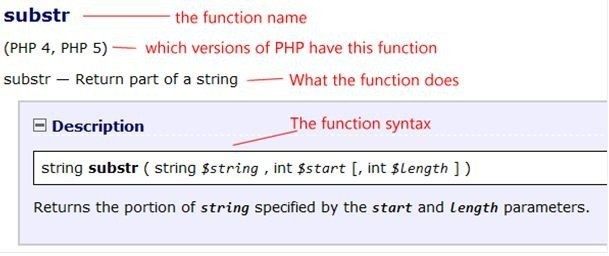 substr — the function name
(PHP 4, PHP 5) — which versions of PHP have this function
substr — Return part of a string — What the function does
The function syntax
Description
string substr ( string $string , int $start [, int $length ] )
Returns the portion of string specified by the start and length parameters.